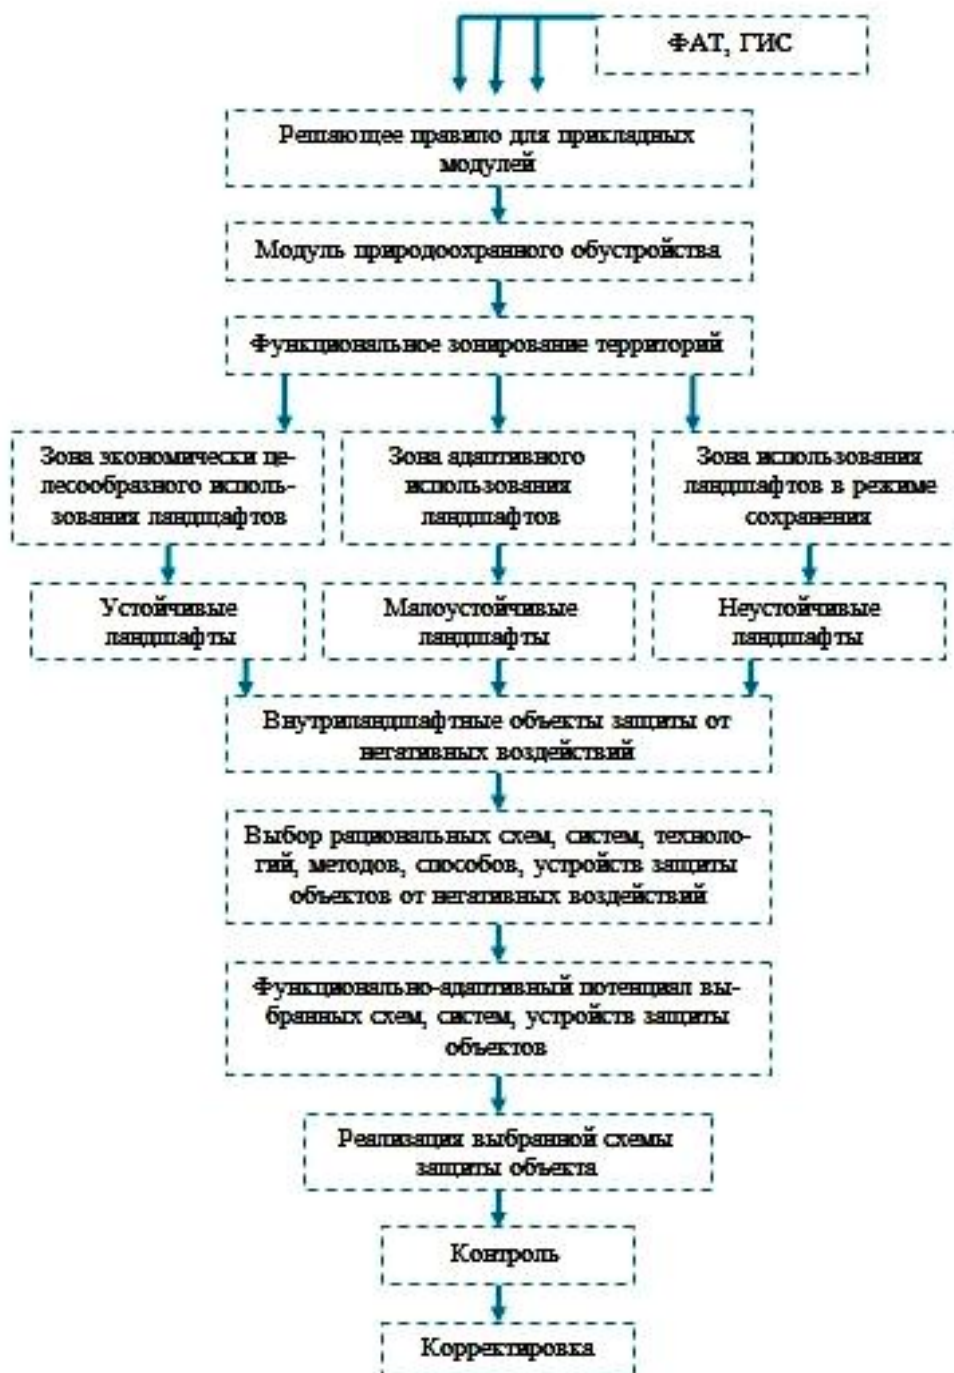 ФАТ, ГИС
Решающее правило для прикладных
модулей
Модуль природоохранного обустройства
Функциональное зонирование территорий
Зона экономически це-
лесообразного исполь-
зования ландшафтов
Зона адаптивного
использования
ландшафтов
Зона использования
ландшафтов в режиме
сохранения
Устойчивые
ландшафты
Малоустойчивые
ландшафты
Неустойчивые
ландшафты
Внутриландшафтные объекты защиты от
негативных воздействий
Выбор рациональных схем, систем, техноло-
гий, методов, способов, устройств защиты
объектов от негативных воздействий
Функционально-адаптивный потенциал вы-
бранных схем, систем, устройств защиты
объектов
Реализация выбранной схемы
защиты объекта
Контроль
Корректировка